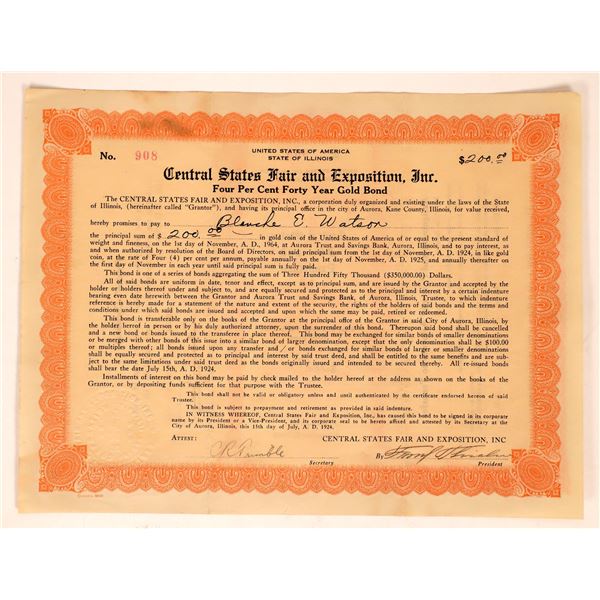 UNITED STATES OF AMERICA
STATE OF ILLINOIS
No. 908
$200.00
Central States Fair and Exposition, Inc.
Four Per Cent Forty Year Gold Bond
The CENTRAL STATES FAIR AND EXPOSITION, INC., a corporation duly organized and existing under the laws of the State
of Illinois, (hereinafter called "Grantor"), and having its principal office in the city of Aurora, Kane County, Illinois, for value received,
hereby promises to pay to Blanche E. Watson
the principal sum of $ 200.00 in gold coin of the United States of America or equal to the present standard of
weight and fineness, on the 1st day of November, A. D., 1964, at Aurora Trust and Savings Bank, Aurora, Illinois, and to pay interest, as
and when authorized by resolution of the Board of Directors, on said principal sum from the 1st day of November, A. D. 1924, in like gold
coin, at the rate of Four (4) per cent per annum, payable annually on the 1st day of November, A. D. 1925, and annually thereafter on
the first day of November in each year until said principal sum is fully paid.
This bond is one of a series of bonds aggregating the sum of Three Hundred Fifty Thousand ($350,000.00) Dollars.
All of said bonds are uniform in date, tenor and effect, except as to principal sum, and are issued by the Grantor and accepted by the
holder or holders thereof under and subject to, and are equally secured and protected as to principal and interest by a certain trust deed
bearing even date herewith between the Grantor and Aurora Trust and Savings Bank, of Aurora, Illinois, Trustee, to which indenture
reference is hereby made for the nature and extent of the security, the rights of the holders of said bonds and the terms and
conditions under which said bonds are issued and accepted and upon which the same may be paid, retired or redeemed.
This bond is transferable only on the books of the Grantor at the principal office of the Grantor in said City of Aurora, Illinois, by the
holder hereof in person or by his duly authorized attorney, upon the surrender of this bond. Thereupon said bond shall be cancelled
and a new bond or bonds issued to the transferee hereof. This bond may be exchanged for similar bonds of smaller denominations
or be merged with other bonds of this issue into a similar bond of larger denomination, except that the only denomination shall be $100.00
or multiples thereof; all bonds issued upon any transfer and / or bonds exchanged for similar bonds of larger or smaller denominations
shall be equally secured and protected as to principal and interest by said trust deed, and shall be entitled to the same benefits and are sub-
ject to the same limitations under said trust deed as the bonds originally issued and intended to be secured thereby. All re-issued bonds
shall bear the date July 15th, A. D. 1924.
Installments of interest on this bond may be paid by check mailed to the holder hereof at the address as shown on the books of the
Grantor, or by depositing funds sufficient for that purpose with the Trustee.
This bond shall not be valid or obligatory unless and until authenticated by the certificate endorsed hereon of said
Trustee.
This bond is subject to prepayment and retirement as provided in said indenture.
IN WITNESS WHEREOF, Central States Fair and Exposition, Inc., has caused this bond to be signed in its corporate
name by its President or a Vice-President, and its corporate seal to be hereto affixed and attested by its Secretary at the
City of Aurora, Illinois, this 15th day of July, A. D. 1924.
ATTEST:
CENTRAL STATES FAIR AND EXPOSITION, INC
Secretary
By
President